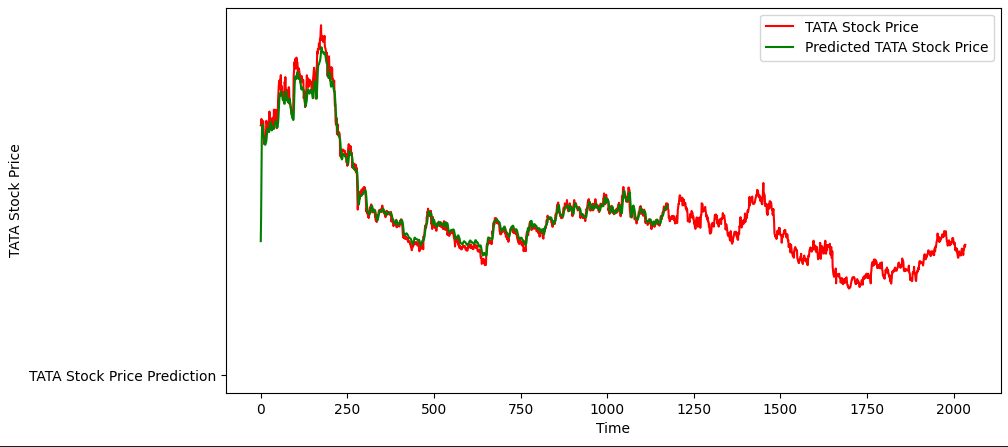 TATA Stock Price
Predicted TATA Stock Price
TATA Stock Price
TATA Stock Price Prediction
0 250 500 750 1000 1250 1500 1750 2000
Time